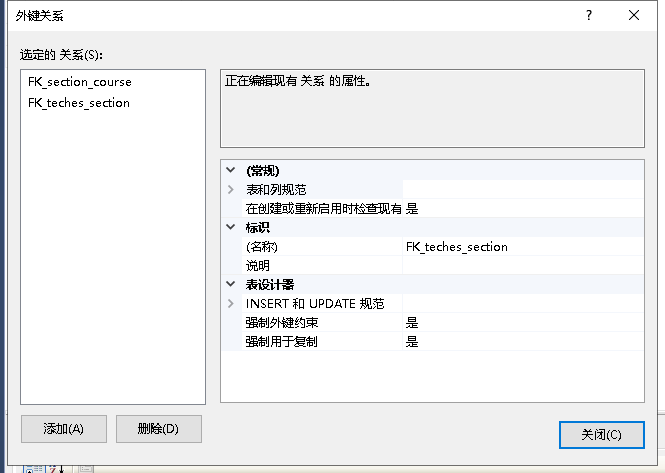 外键关系
选定的 关系(S):
FK_section_course
FK_teches_section
正在编辑现有 关系 的属性。
(常规)
表和列规范
在创建或重新启用时检查现有 是
标识
(名称) FK_teches_section
说明
表设计器
INSERT 和 UPDATE 规范
强制外键约束 是
强制用于复制 是
添加(A) 删除(D)
关闭(C)